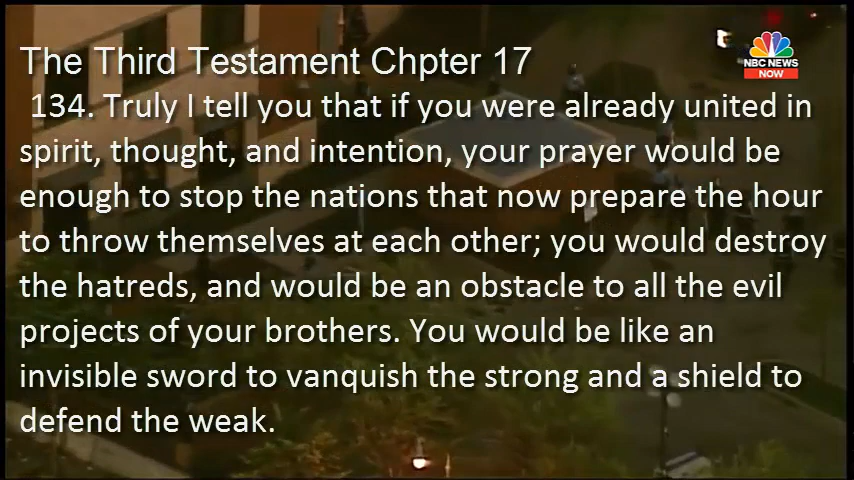 The Third Testament Chpter 17
NBC NEWS
NOW
134. Truly I tell you that if you were already united in
spirit, thought, and intention, your prayer would be
enough to stop the nations that now prepare the hour
to throw themselves at each other; you would destroy
the hatreds, and would be an obstacle to all the evil
projects of your brothers. You would be like an
invisible sword to vanquish the strong and a shield to
defend the weak.